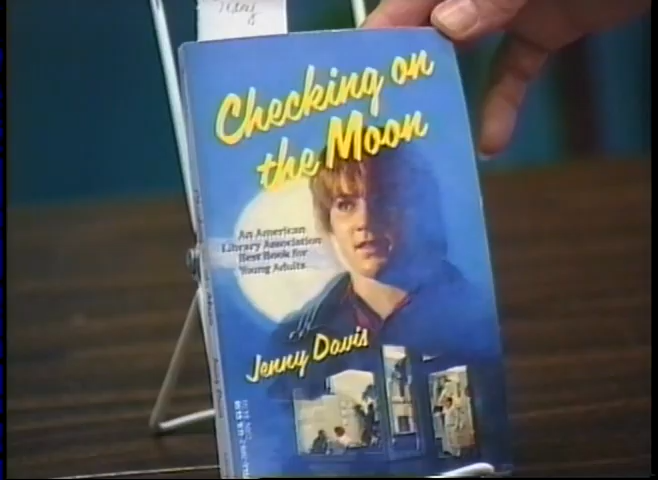 Checking on
the Moon
An American
Library Association
Best Book for
Young Adults
Jenny Davis